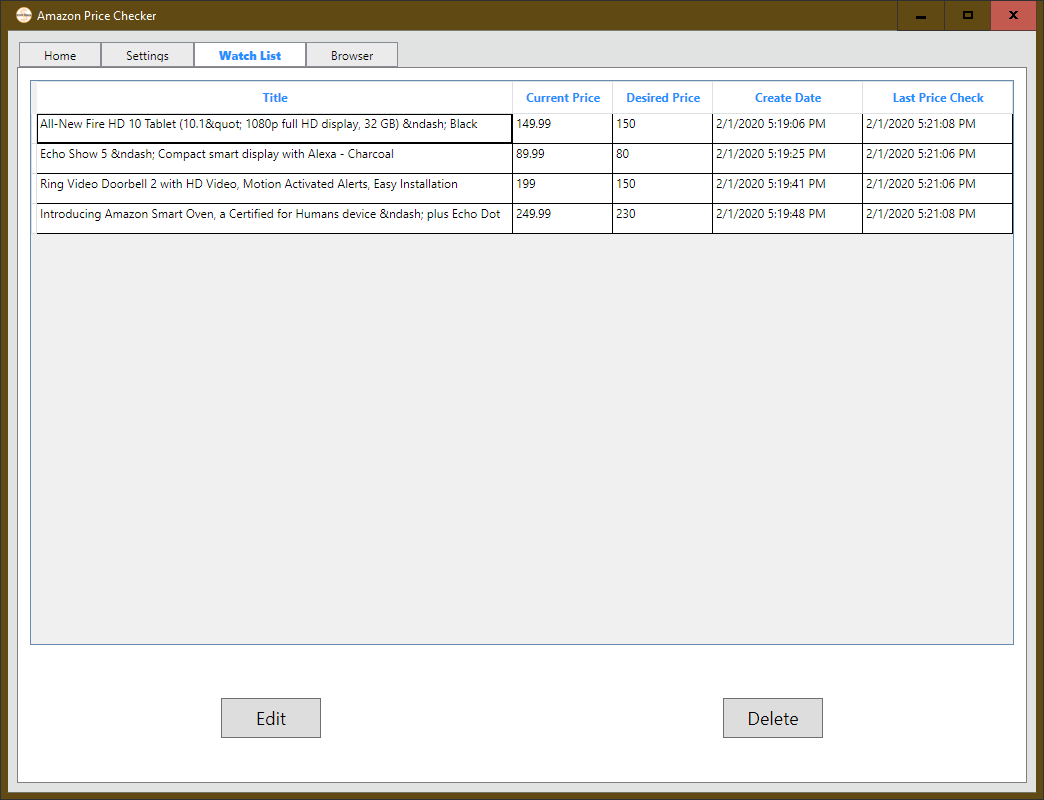 Amazon Price Checker
Home Settings Watch List Browser
Title Current Price Desired Price Create Date Last Price Check
All-New Fire HD 10 Tablet (10.1&quot; 1080p full HD display, 32 GB) &ndash; Black 149.99 150 2/1/2020 5:19:06 PM 2/1/2020 5:21:08 PM
Echo Show 5 &ndash; Compact smart display with Alexa - Charcoal 89.99 80 2/1/2020 5:19:25 PM 2/1/2020 5:21:06 PM
Ring Video Doorbell 2 with HD Video, Motion Activated Alerts, Easy Installation 199 150 2/1/2020 5:19:41 PM 2/1/2020 5:21:06 PM
Introducing Amazon Smart Oven, a Certified for Humans device &ndash; plus Echo Dot 249.99 230 2/1/2020 5:19:48 PM 2/1/2020 5:21:08 PM
Edit Delete